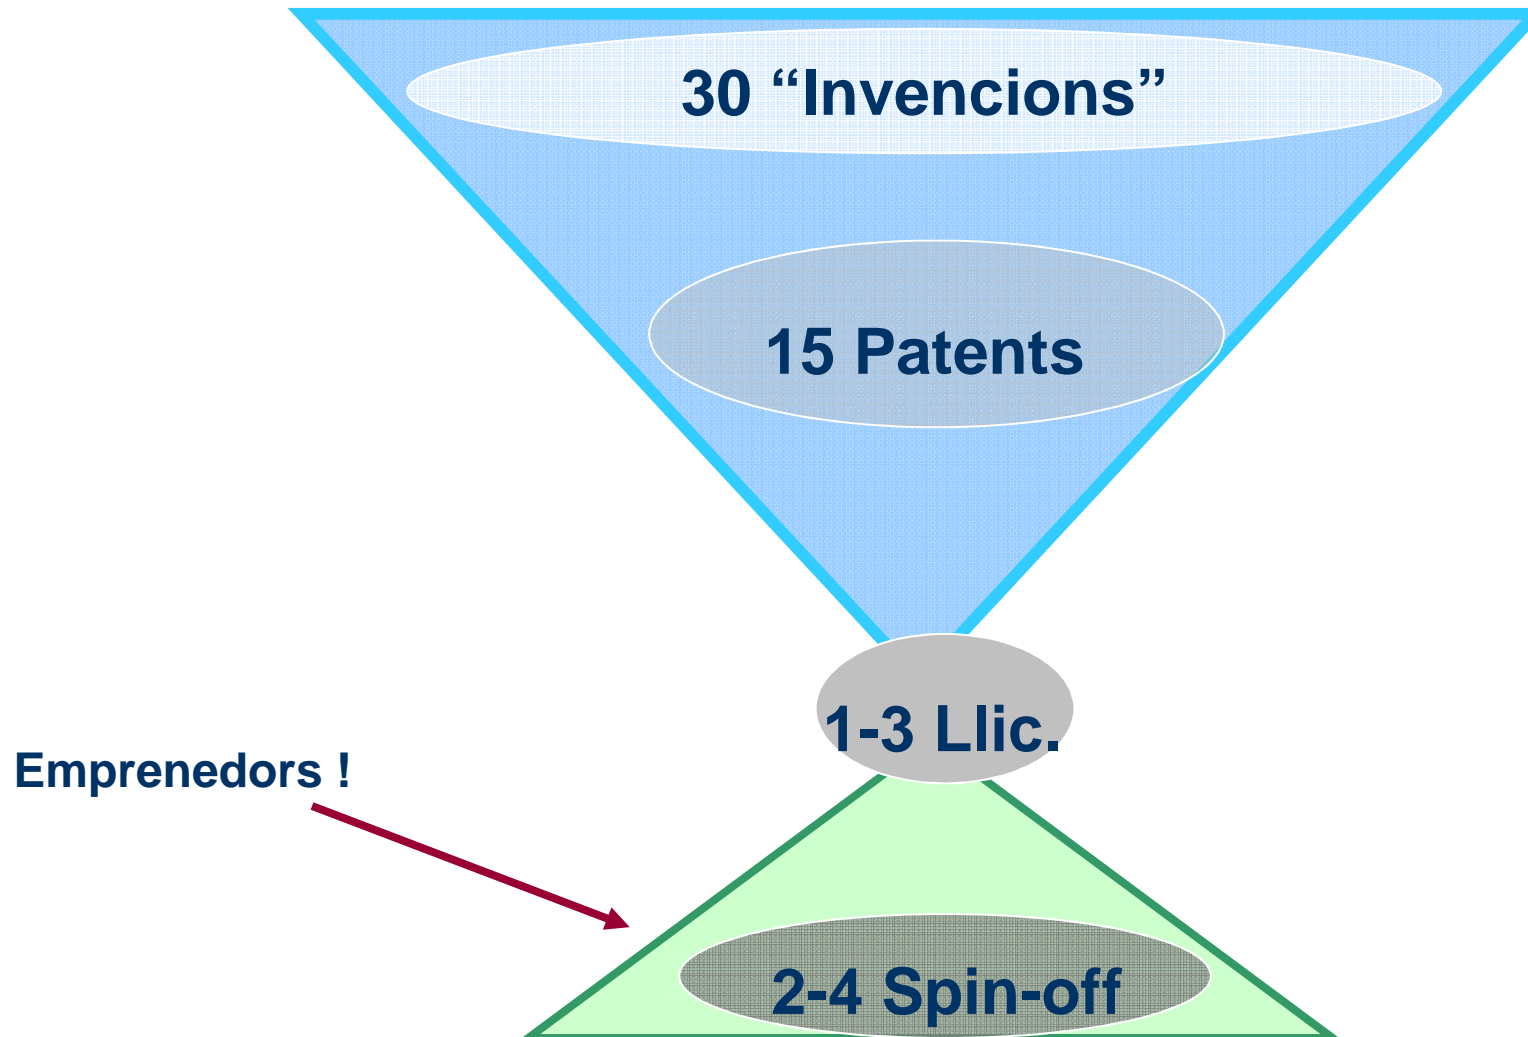 30 “Invencions”
15 Patents
1-3 Llic.
Emprenedors !
2-4 Spin-off